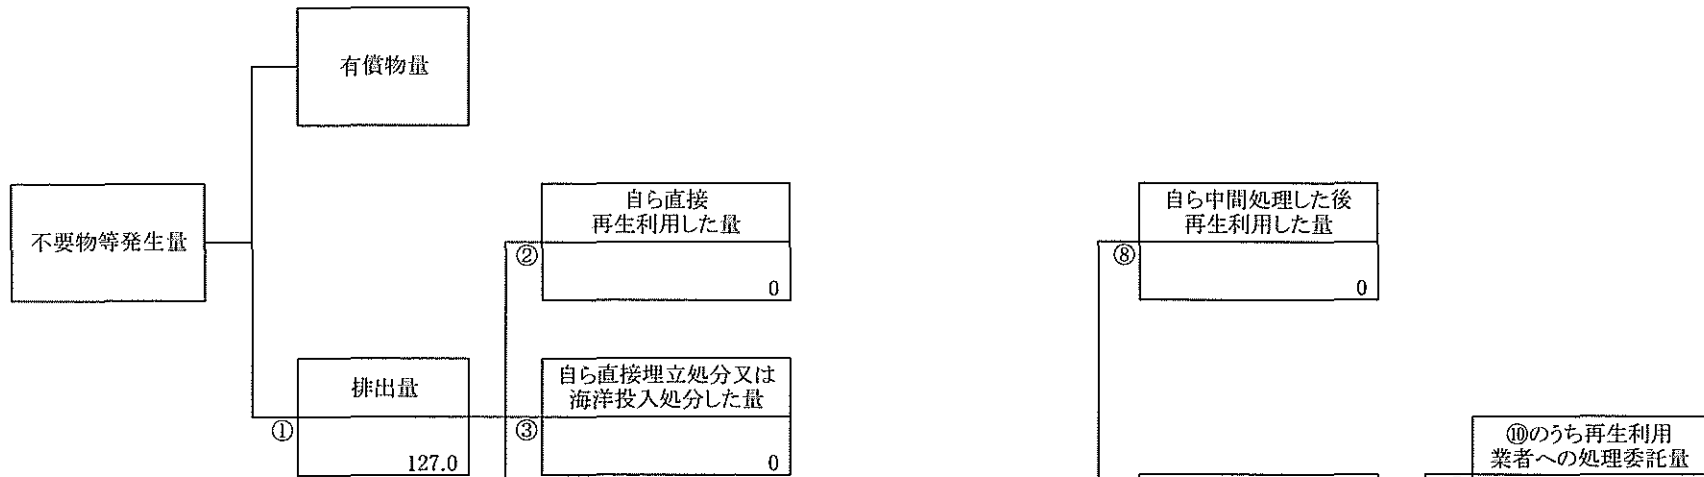 有償物量
不要物等発生量
自ら直接
再生利用した量
②
0
自ら中間処理した後
再生利用した量
⑧
0
排出量
①
127.0
自ら直接埋立処分又は
海洋投入処分した量
③
0
⑩のうち再生利用
業者への処理委託量